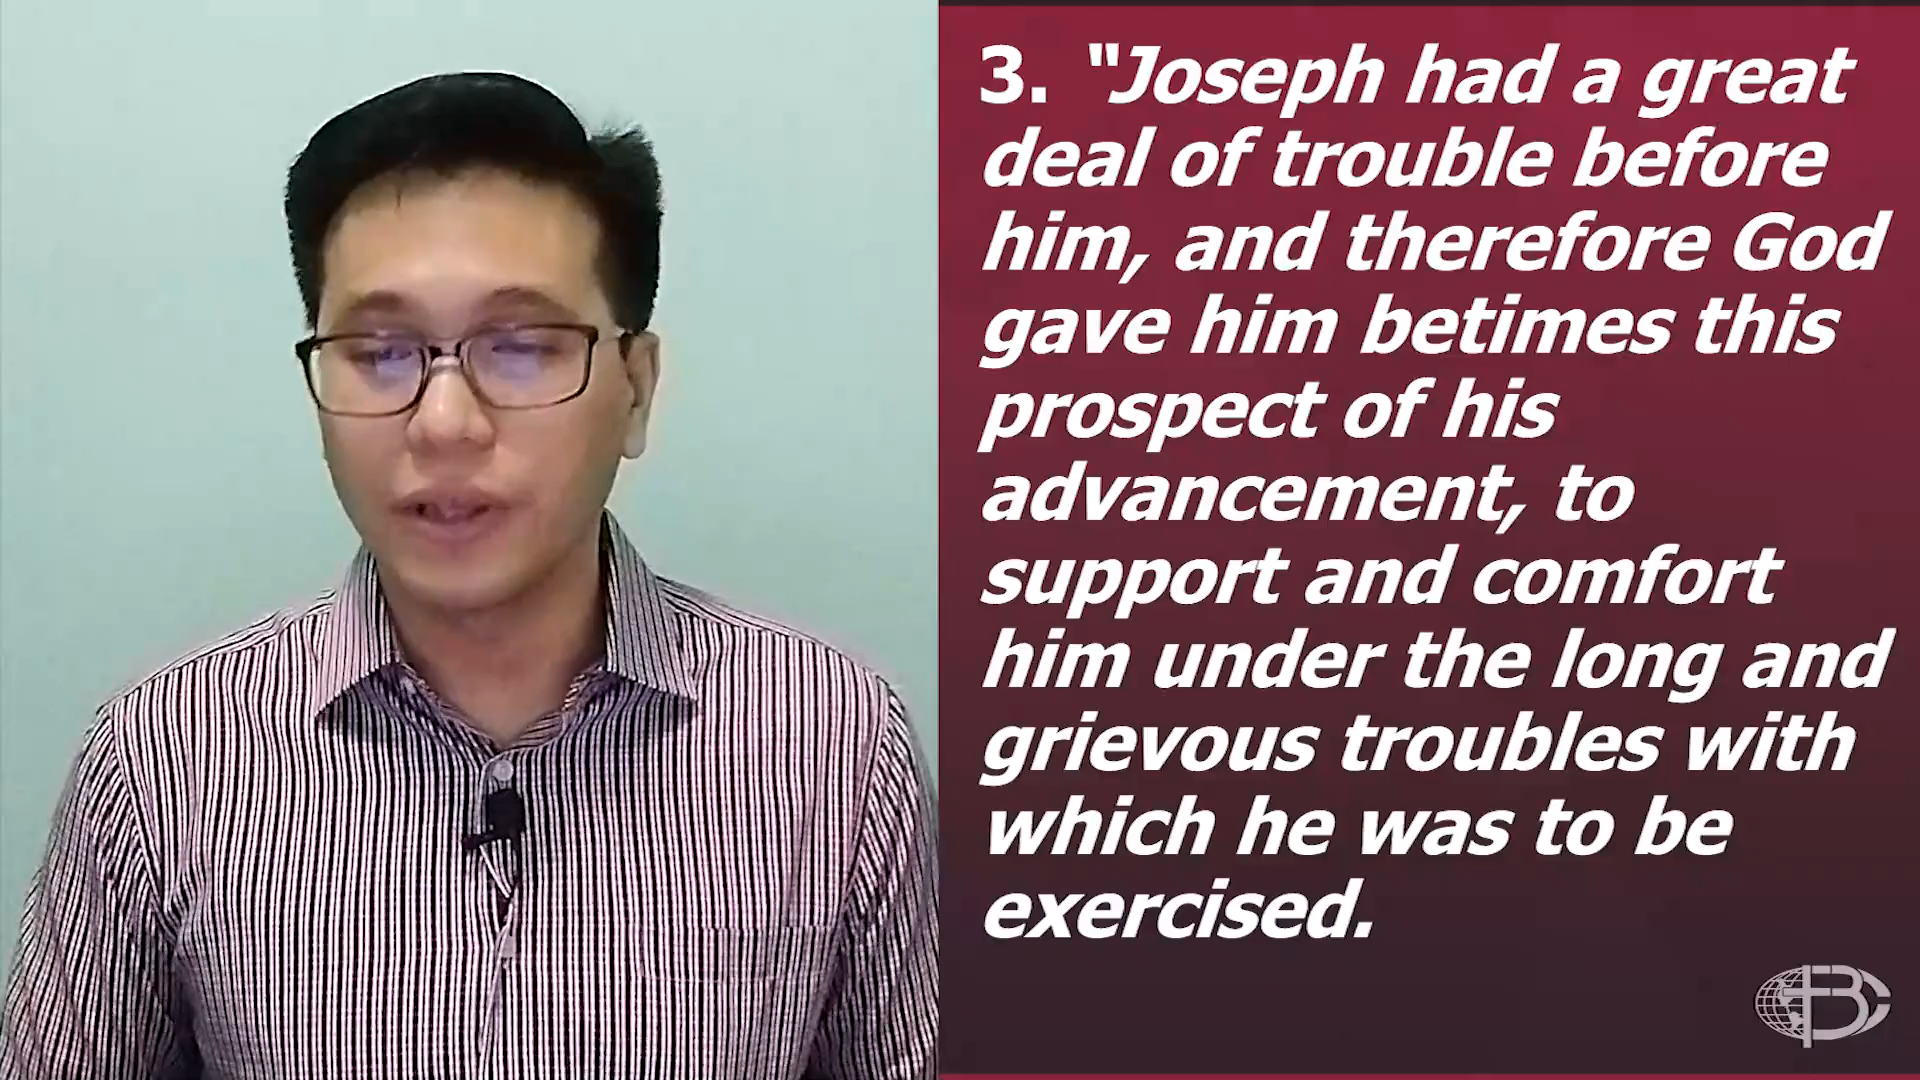 3. "Joseph had a great
deal of trouble before
him, and therefore God
gave him betimes this
prospect of his
advancement, to
support and comfort
him under the long and
grievous troubles with
which he was to be
exercised.